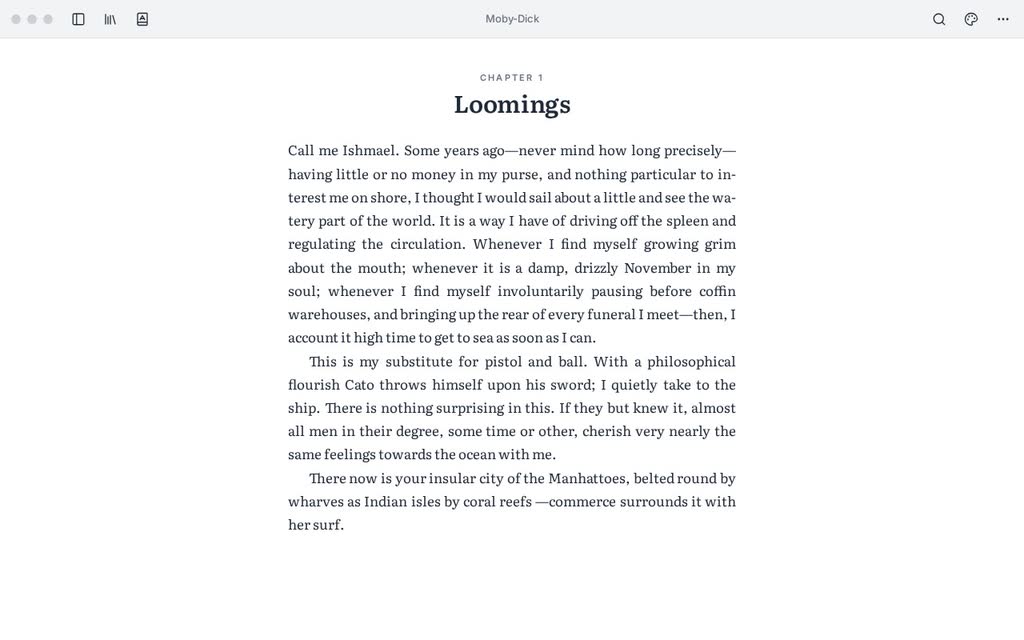 Moby-Dick
CHAPTER 1
Loomings
Call me Ishmael. Some years ago—never mind how long precisely—
having little or no money in my purse, and nothing particular to in-
terest me on shore, I thought I would sail about a little and see the wa-
tery part of the world. It is a way I have of driving off the spleen and
regulating the circulation. Whenever I find myself growing grim
about the mouth; whenever it is a damp, drizzly November in my
soul; whenever I find myself involuntarily pausing before coffin
warehouses, and bringing up the rear of every funeral I meet—then, I
account it high time to get to sea as soon as I can.
This is my substitute for pistol and ball. With a philosophical
flourish Cato throws himself upon his sword; I quietly take to the
ship. There is nothing surprising in this. If they but knew it, almost
all men in their degree, some time or other, cherish very nearly the
same feelings towards the ocean with me.
There now is your insular city of the Manhattoes, belted round by
wharves as Indian isles by coral reefs —commerce surrounds it with
her surf.